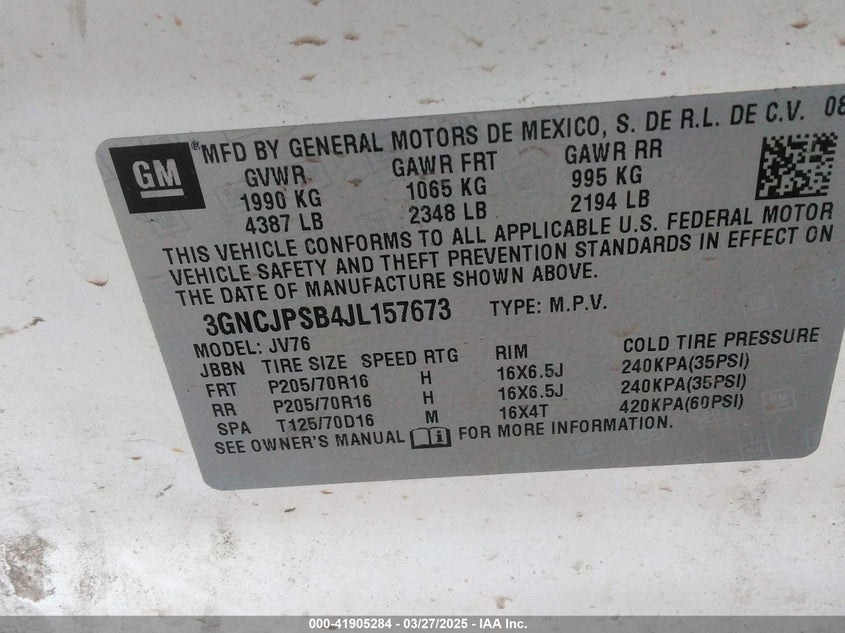 GM
® MFD BY GENERAL MOTORS DE MEXICO, S. DE R.L. DE C.V. 08
GVWR GAWR FRT GAWR RR
1990 KG 1065 KG 995 KG
4387 LB 2348 LB 2194 LB
THIS VEHICLE CONFORMS TO ALL APPLICABLE U.S. FEDERAL MOTOR
VEHICLE SAFETY AND THEFT PREVENTION STANDARDS IN EFFECT ON
THE DATE OF MANUFACTURE SHOWN ABOVE.
3GNCJPSB4JL157673 TYPE: M.P.V.
MODEL: JV76
JBBN TIRE SIZE SPEED RTG RIM COLD TIRE PRESSURE
FRT P205/70R16 H 16X6.5J 240KPA(35PSI)
RR P205/70R16 H 16X6.5J 240KPA(35PSI)
SPA T125/70D16 M 16X4T 420KPA(60PSI)
SEE OWNER'S MANUAL FOR MORE INFORMATION.
000-41905284 - 03/27/2025 - IAA Inc.